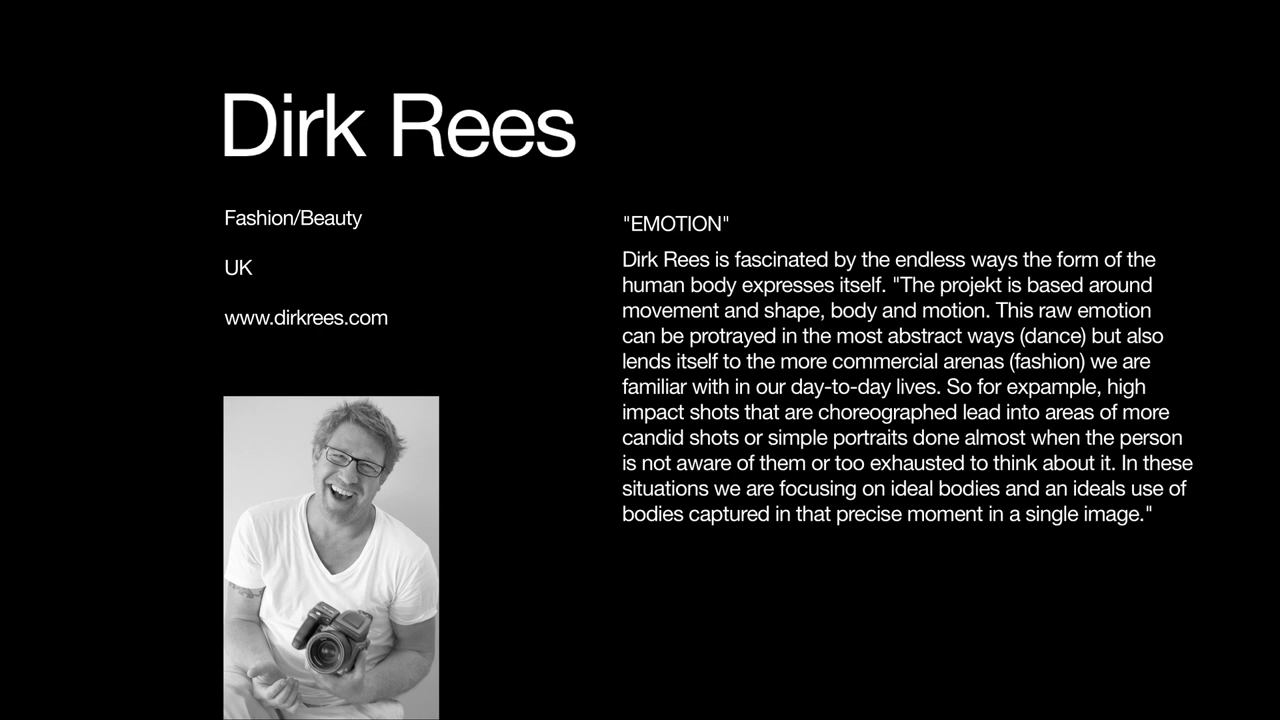 Dirk Rees
Fashion/Beauty
UK
www.dirkrees.com
"EMOTION"
Dirk Rees is fascinated by the endless ways the form of the
human body expresses itself. "The projekt is based around
movement and shape, body and motion. This raw emotion
can be protrayed in the most abstract ways (dance) but also
lends itself to the more commercial arenas (fashion) we are
familiar with in our day-to-day lives. So for expample, high
impact shots that are choreographed lead into areas of more
candid shots or simple portraits done almost when the person
is not aware of them or too exhausted to think about it. In these
situations we are focusing on ideal bodies and an ideals use of
bodies captured in that precise moment in a single image."